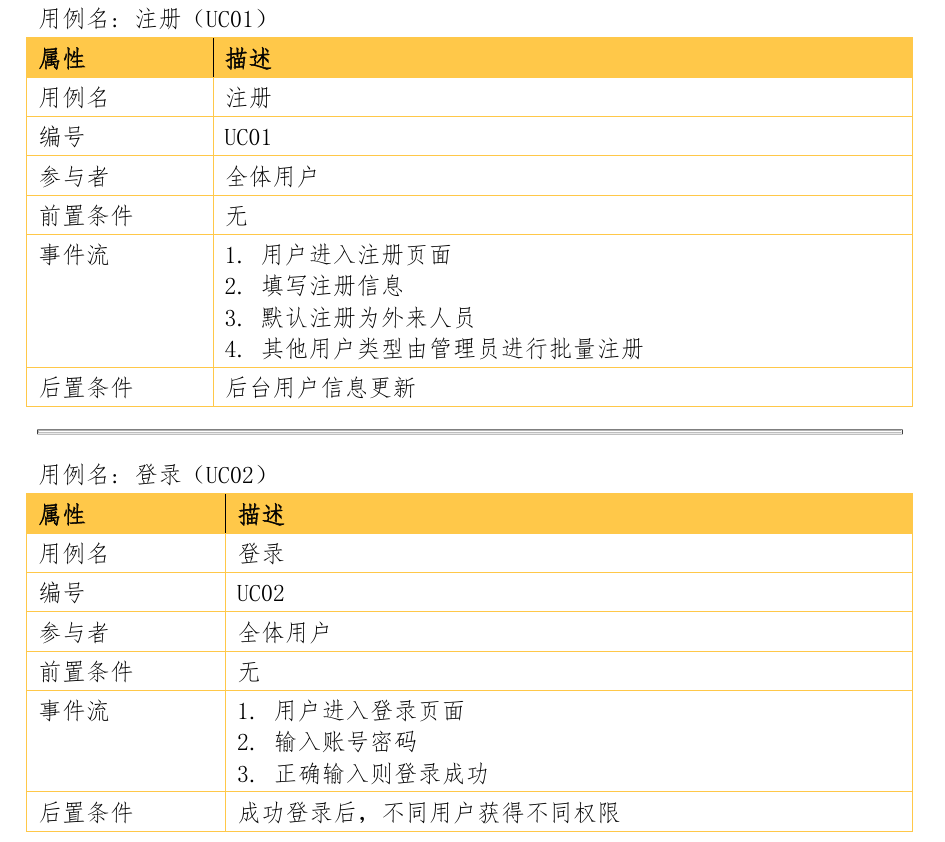 用例名：注册（UC01）
属性 描述
用例名 注册
编号 UC01
参与者 全体用户
前置条件 无
事件流 1. 用户进入注册页面
2. 填写注册信息
3. 默认注册为外来人员
4. 其他用户类型由管理员进行批量注册
后置条件 后台用户信息更新
用例名：登录（UC02）
属性 描述
用例名 登录
编号 UC02
参与者 全体用户
前置条件 无
事件流 1. 用户进入登录页面
2. 输入账号密码
3. 正确输入则登录成功
后置条件 成功登录后，不同用户获得不同权限